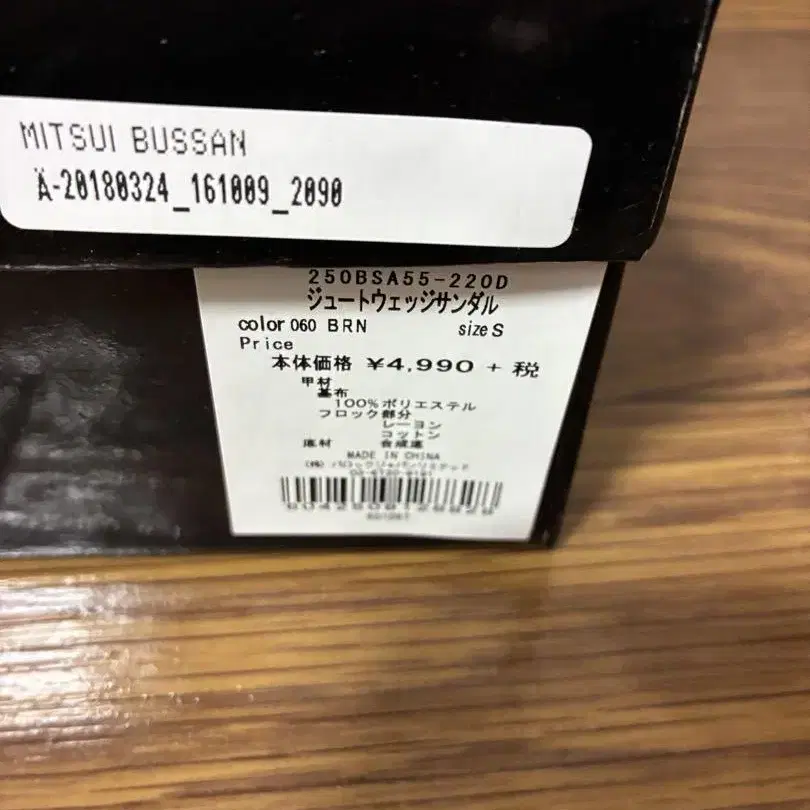 MITSUI BUSSAN
Ä-20180324_161009_2090
250BSA55-220D
ジュートウェッジサンダル
color 060 BRN size S
Price
本体価格 ¥4,990 + 税
甲材
基布
100%ポリエステル
フロック部分
レーヨン
コットン
底材 合成底
MADE IN CHINA